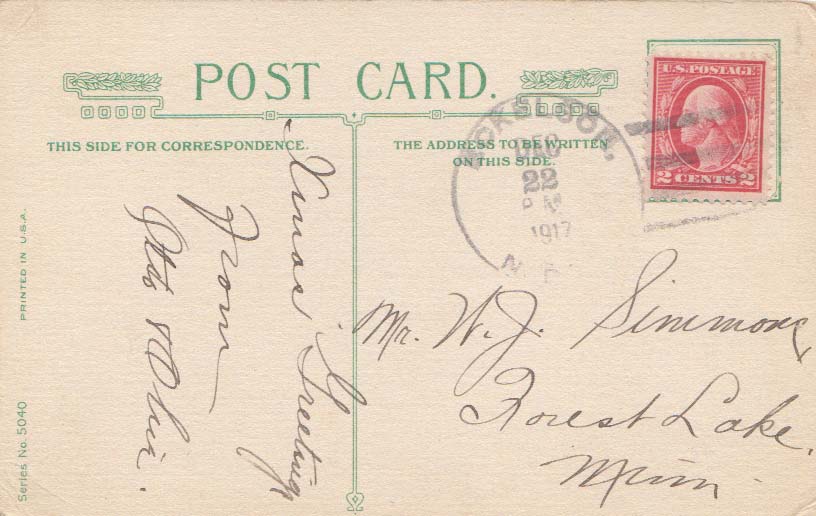 POST CARD.
THIS SIDE FOR CORRESPONDENCE.
THE ADDRESS TO BE WRITTEN
ON THIS SIDE.
U.S. POSTAGE
2 CENTS 2
DEC
22
P M
1917
Xmas Greeting
from
Mr. W. J. Simmons,
Forest Lake,
Minn.
PRINTED IN U.S.A.
Series No. 5040